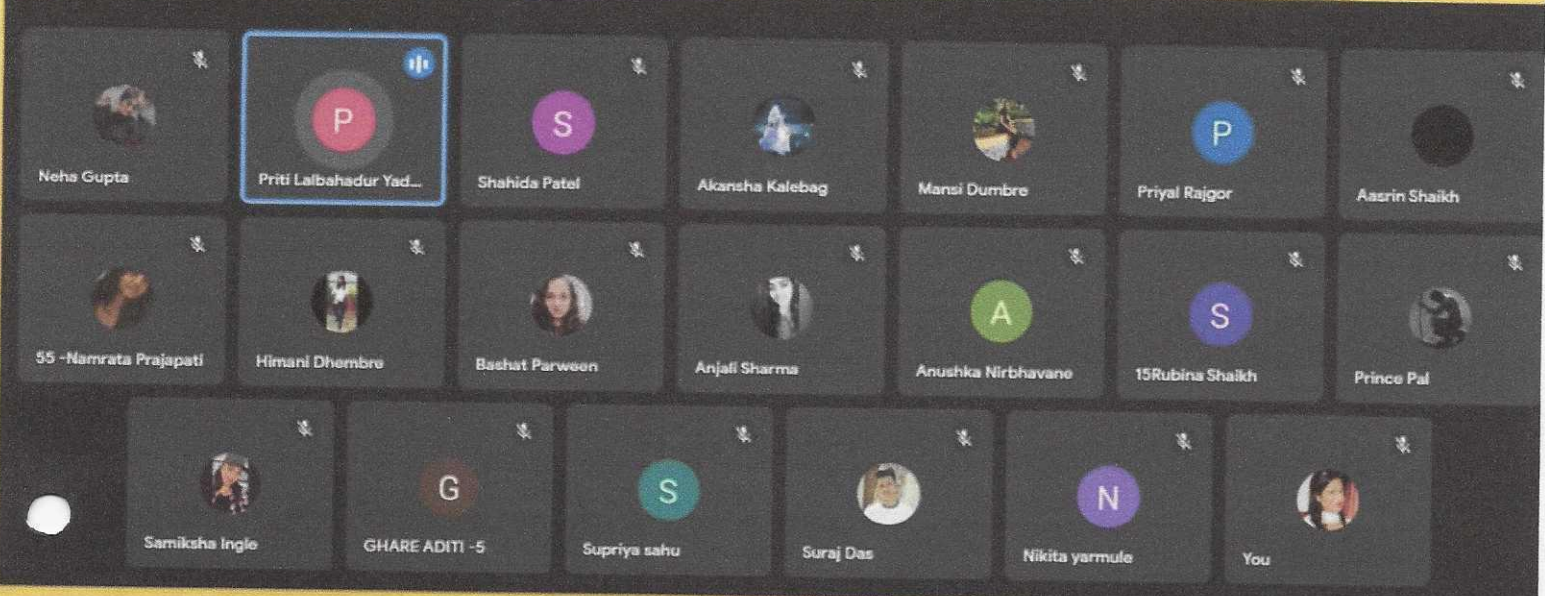 Neha Gupta
P
Priti Lalbahadur Yad...
S
Shahida Patel
Akansha Kalebag
Mansi Dumbre
P
Priyal Rajgor
Aasrin Shaikh
55 -Namrata Prajapati
Himani Dhembre
Bashat Parween
Anjali Sharma
A
Anushka Nirbhavane
S
15Rubina Shaikh
Prince Pal
Samiksha Ingle
G
GHARE ADITI -5
S
Supriya sahu
Suraj Das
N
Nikita yarmule
You